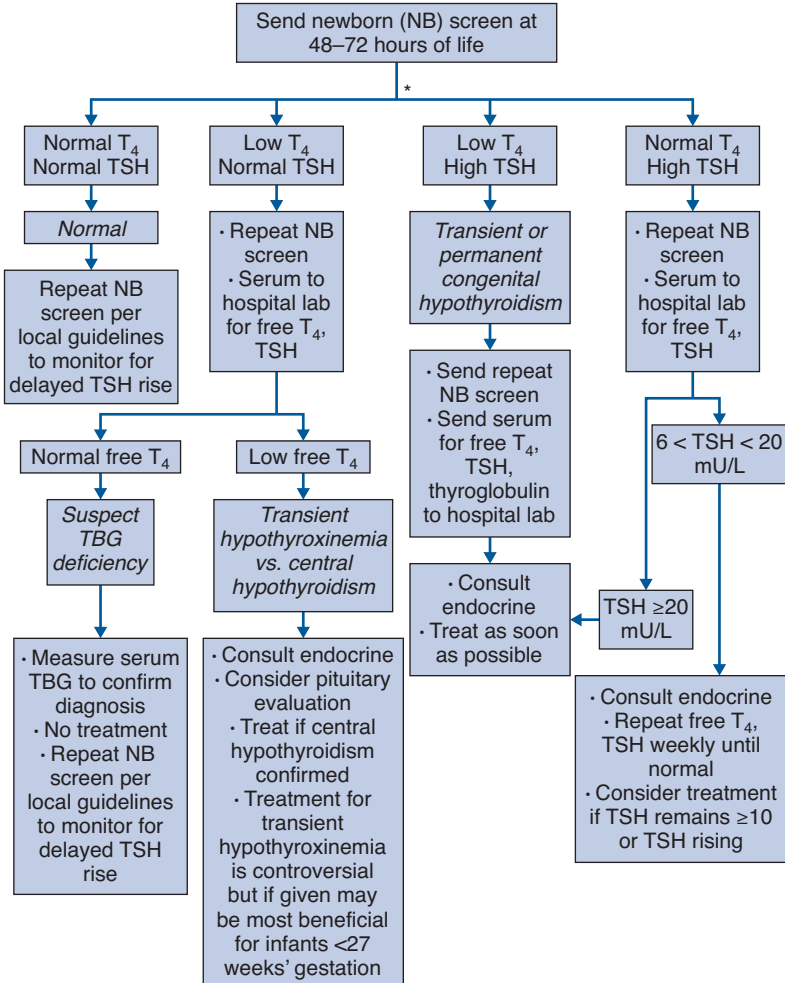 Send newborn (NB) screen at
48–72 hours of life
*
Normal T₄
Normal TSH
Low T₄
Normal TSH
Low T₄
High TSH
Normal T₄
High TSH
Normal
Repeat NB
screen per
local guidelines
to monitor for
delayed TSH rise
· Repeat NB
screen
· Serum to
hospital lab
for free T₄,
TSH
Transient or
permanent
congenital
hypothyroidism
· Repeat NB
screen
· Serum to
hospital lab
for free T₄,
TSH
· Send repeat
NB screen
· Send serum
for free T₄,
TSH,
thyroglobulin
to hospital lab
6 < TSH < 20
mU/L
Normal free T₄
Low free T₄
Suspect
TBG
deficiency
Transient
hypothyroxinemia
vs. central
hypothyroidism
· Consult
endocrine
· Treat as soon
as possible
TSH ≥20
mU/L
· Measure serum
TBG to confirm
diagnosis
· No treatment
· Repeat NB
screen per
local guidelines
to monitor for
delayed TSH
rise
· Consult endocrine
· Consider pituitary
evaluation
· Treat if central
hypothyroidism
confirmed
· Treatment for
transient
hypothyroxinemia
is controversial
but if given may
be most beneficial
for infants <27
weeks’ gestation
· Consult endocrine
· Repeat free T₄,
TSH weekly until
normal
· Consider treatment
if TSH remains ≥10
or TSH rising